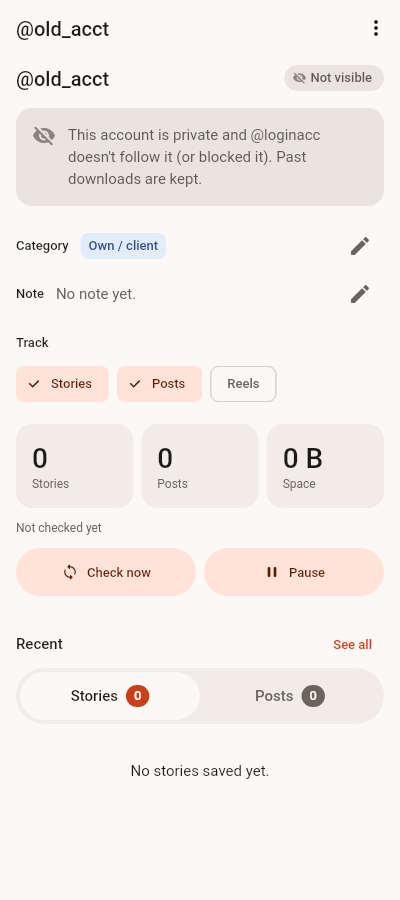 @old_acct
@old_acct
Not visible
This account is private and @loginacc
doesn't follow it (or blocked it). Past
downloads are kept.
Category
Own / client
Note
No note yet.
Track
Stories
Posts
Reels
0
Stories
0
Posts
0 B
Space
Not checked yet
Check now
Pause
Recent
See all
Stories 0
Posts 0
No stories saved yet.